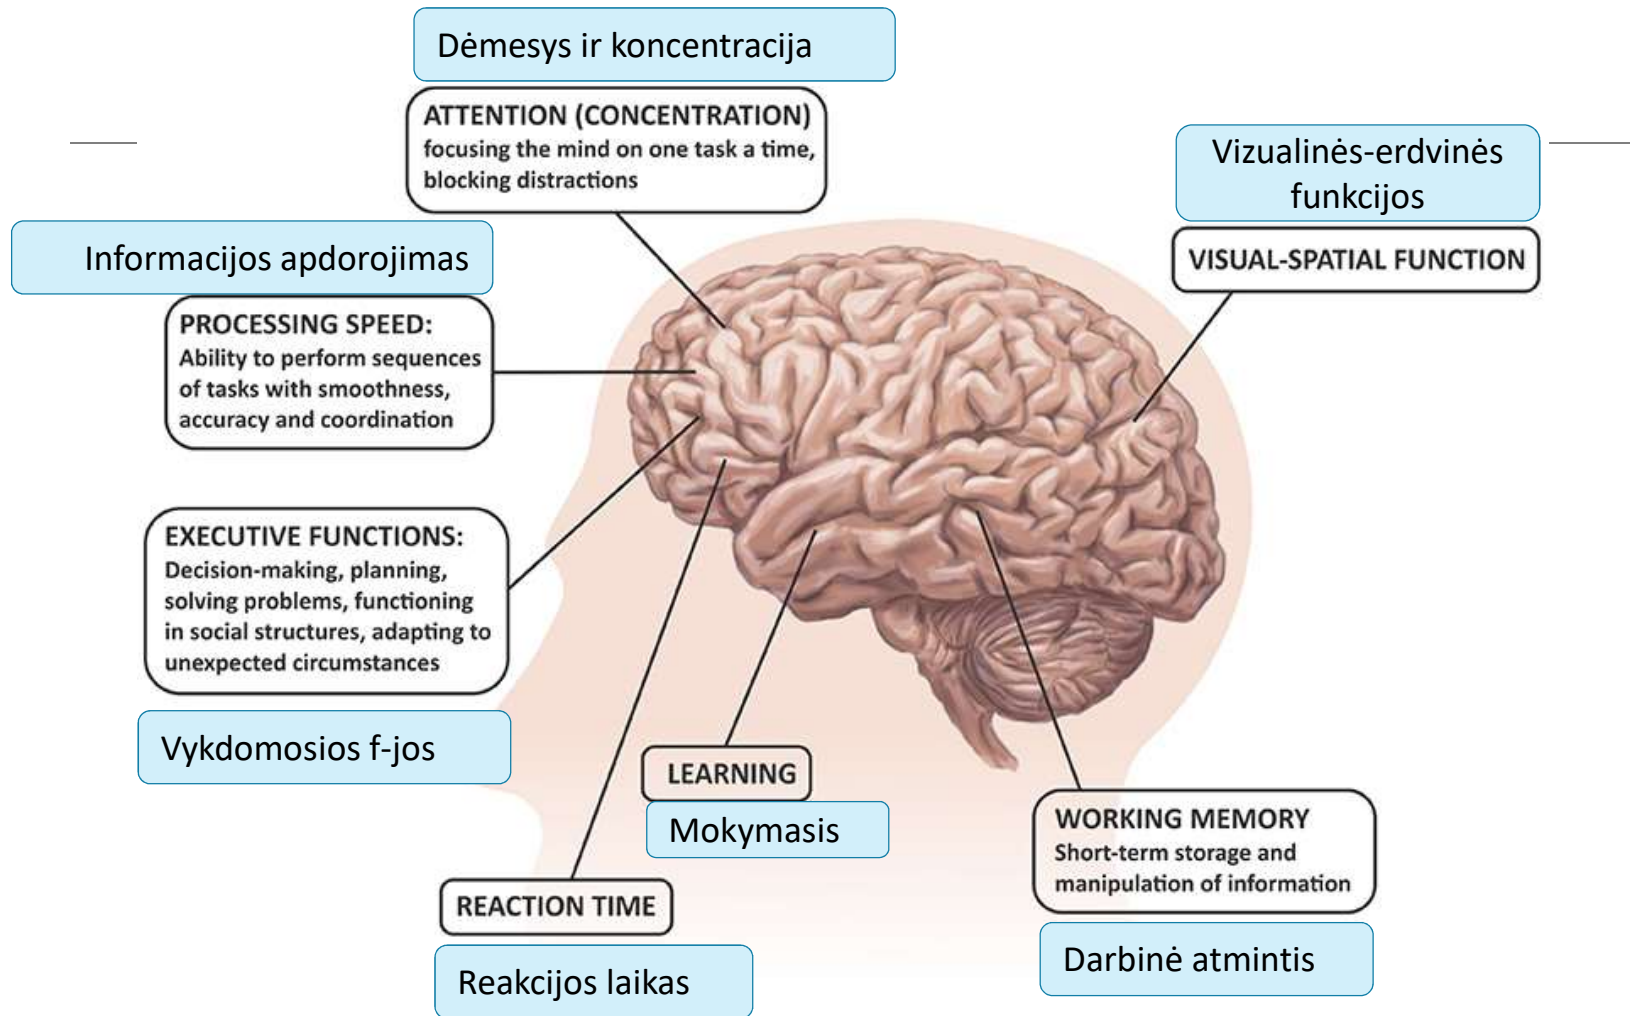 Dėmesys ir koncentracija
ATTENTION (CONCENTRATION)
focusing the mind on one task a time,
blocking distractions
Vizualinės-erdvinės
funkcijos
VISUAL-SPATIAL FUNCTION
Informacijos apdorojimas
PROCESSING SPEED:
Ability to perform sequences
of tasks with smoothness,
accuracy and coordination
EXECUTIVE FUNCTIONS:
Decision-making, planning,
solving problems, functioning
in social structures, adapting to
unexpected circumstances
Vykdomosios f-jos
LEARNING
Mokymasis
REACTION TIME
Reakcijos laikas
WORKING MEMORY
Short-term storage and
manipulation of information
Darbinė atmintis